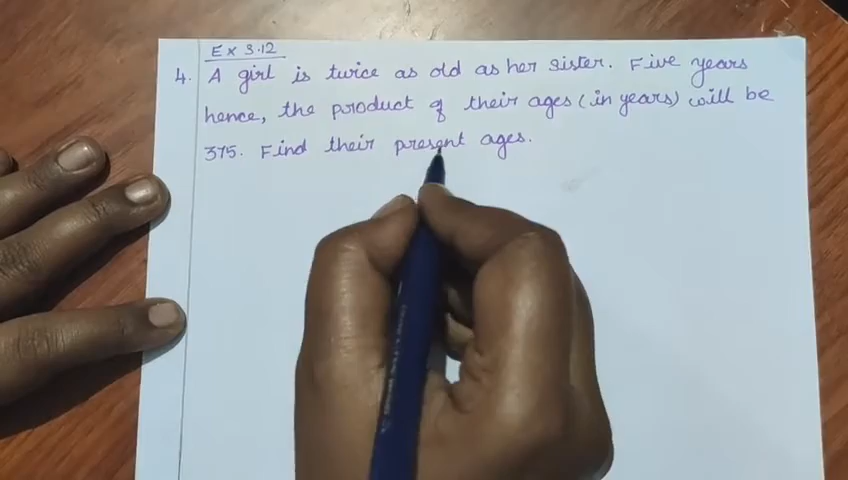 Ex 3.12
4. A girl is twice as old as her sister. Five years
hence, the product of their ages (in years) will be
375. Find their present ages.